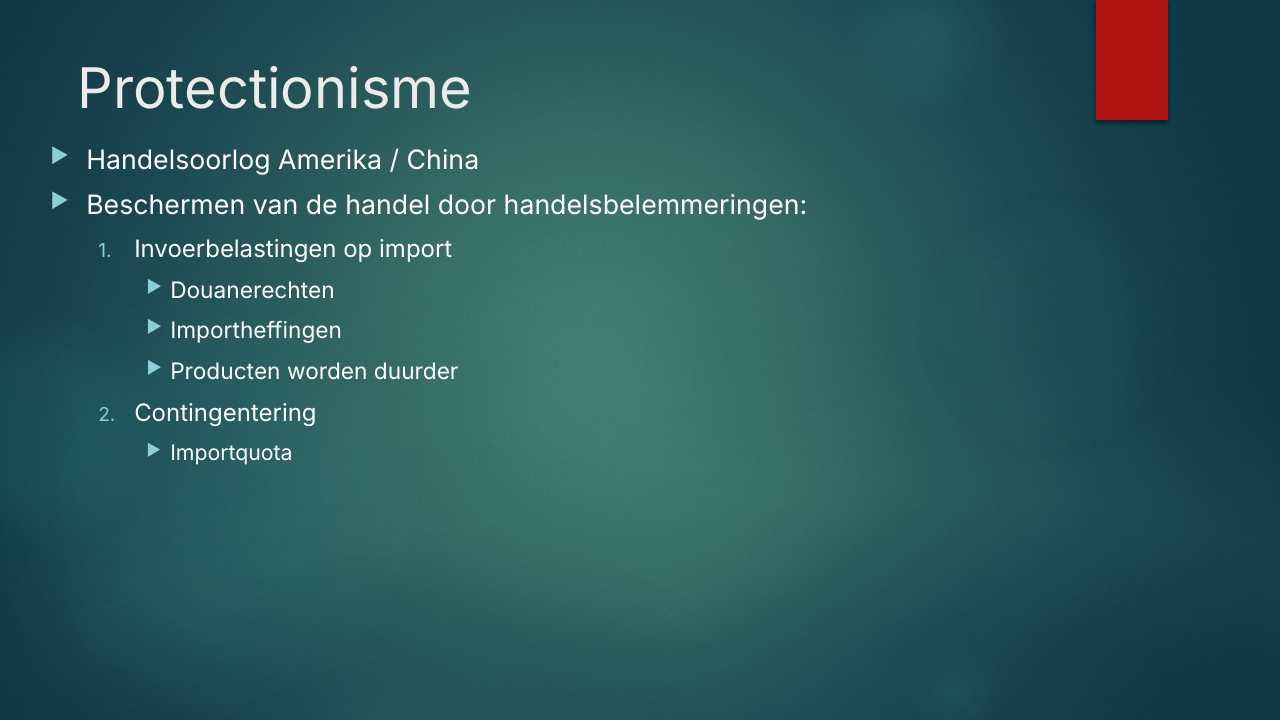 Protectionisme
Handelsoorlog Amerika / China
Beschermen van de handel door handelsbelemmeringen:
1. Invoerbelastingen op import
Douanerechten
Importheffingen
Producten worden duurder
2. Contingentering
Importquota